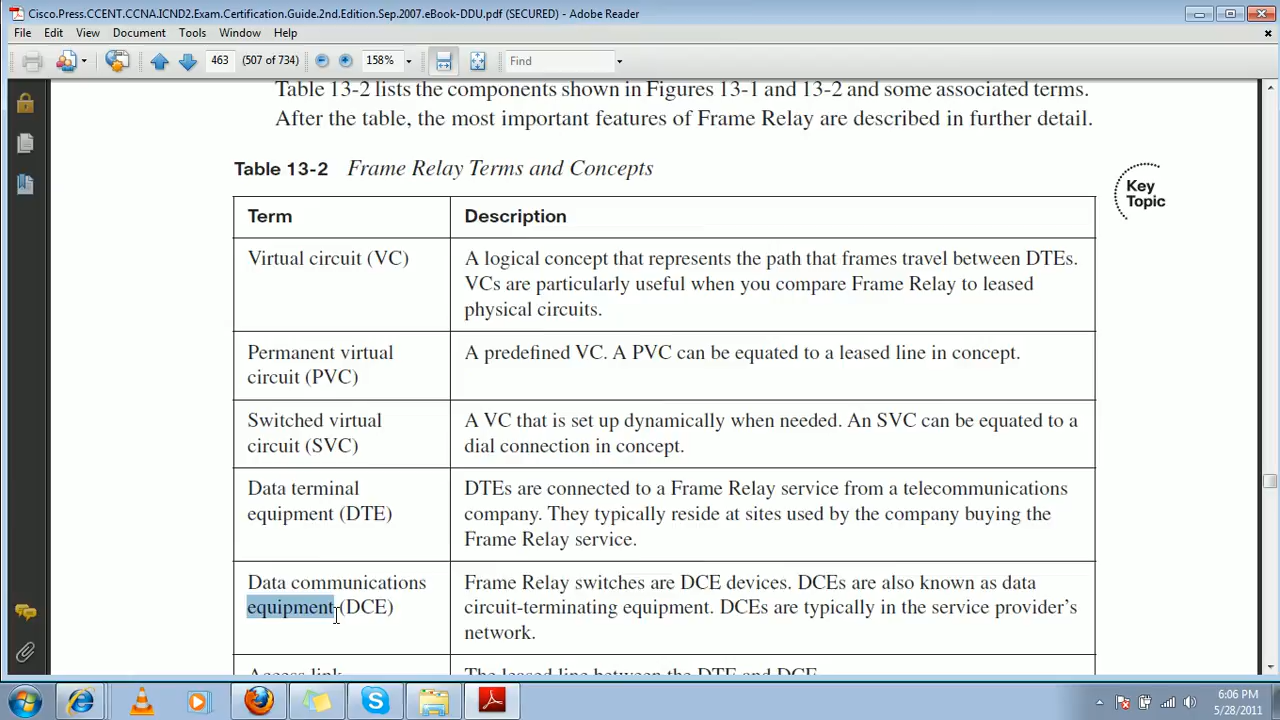 Cisco.Press.CCENT.CCNA.ICND2.Exam.Certification.Guide.2nd.Edition.Sep.2007.eBook-DDU.pdf (SECURED) - Adobe Reader
File Edit View Document Tools Window Help
463 (507 of 734) 158% Find
Table 13-2 lists the components shown in Figures 13-1 and 13-2 and some associated terms.
After the table, the most important features of Frame Relay are described in further detail.
Table 13-2 Frame Relay Terms and Concepts
Key
Topic
Term Description
Virtual circuit (VC) A logical concept that represents the path that frames travel between DTEs.
VCs are particularly useful when you compare Frame Relay to leased
physical circuits.
Permanent virtual A predefined VC. A PVC can be equated to a leased line in concept.
circuit (PVC)
Switched virtual A VC that is set up dynamically when needed. An SVC can be equated to a
circuit (SVC) dial connection in concept.
Data terminal DTEs are connected to a Frame Relay service from a telecommunications
equipment (DTE) company. They typically reside at sites used by the company buying the
Frame Relay service.
Data communications Frame Relay switches are DCE devices. DCEs are also known as data
equipment (DCE) circuit-terminating equipment. DCEs are typically in the service provider's
network.
Access link The leased line between the DTE and DCE.
6:06 PM
5/28/2011